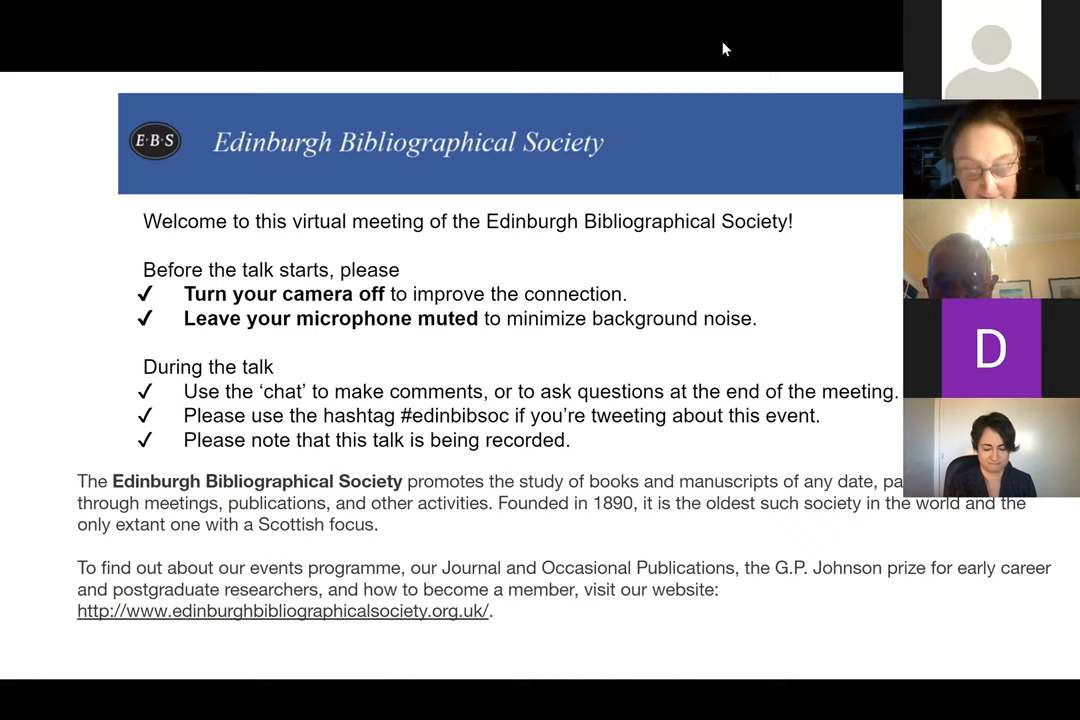 E·B·S
Edinburgh Bibliographical Society
Welcome to this virtual meeting of the Edinburgh Bibliographical Society!
Before the talk starts, please
✓ Turn your camera off to improve the connection.
✓ Leave your microphone muted to minimize background noise.
During the talk
✓ Use the ‘chat’ to make comments, or to ask questions at the end of the meeting.
✓ Please use the hashtag #edinbibsoc if you’re tweeting about this event.
✓ Please note that this talk is being recorded.
The Edinburgh Bibliographical Society promotes the study of books and manuscripts of any date,
through meetings, publications, and other activities. Founded in 1890, it is the oldest such society in the world and the
only extant one with a Scottish focus.
To find out about our events programme, our Journal and Occasional Publications, the G.P. Johnson prize for early career
and postgraduate researchers, and how to become a member, visit our website:
http://www.edinburghbibliographicalsociety.org.uk/.
D